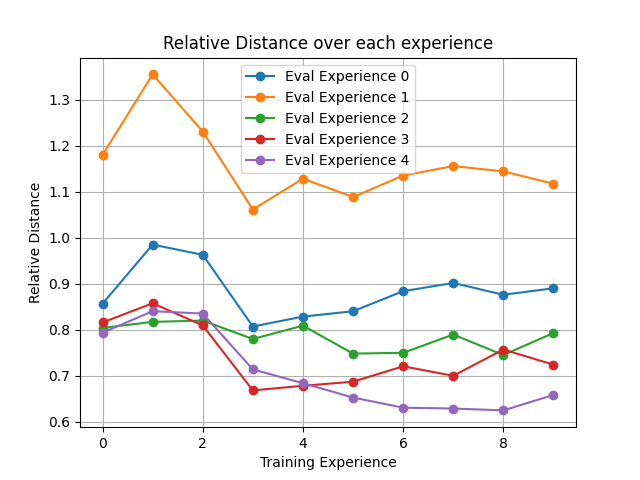 Relative Distance over each experience
Eval Experience 0
Eval Experience 1
Eval Experience 2
Eval Experience 3
Eval Experience 4
Relative Distance
1.3
1.2
1.1
1.0
0.9
0.8
0.7
0.6
0 2 4 6 8
Training Experience